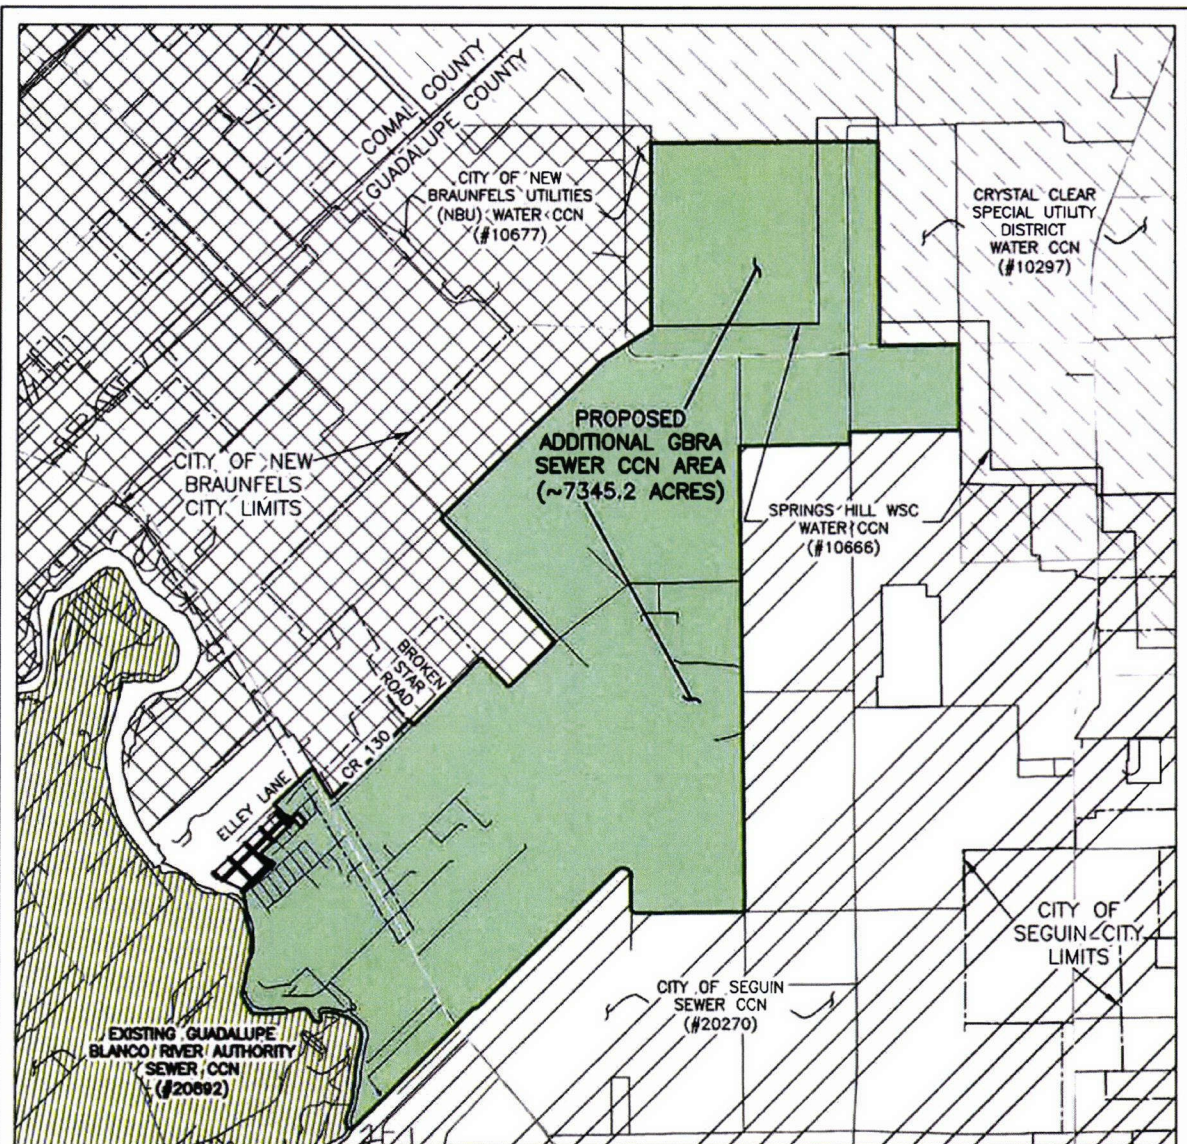 COMAL COUNTY
GUADALUPE COUNTY
CITY OF NEW
BRAUNFELS UTILITIES
(NBU) WATER CCN
(#10677)
CRYSTAL CLEAR
SPECIAL UTILITY
DISTRICT
WATER CCN
(#10297)
PROPOSED
ADDITIONAL GBRA
SEWER CCN AREA
(~7345.2 ACRES)
CITY OF NEW
BRAUNFELS
CITY LIMITS
SPRINGS HILL WSC
WATER CCN
(#10666)
BROKEN
STAR
ROAD
CR 130
ELLEY LANE
CITY OF
SEGUIN CITY
LIMITS
CITY OF SEGUIN
SEWER CCN
(#20270)
EXISTING GUADALUPE
BLANCO RIVER AUTHORITY
SEWER CCN
(#20892)